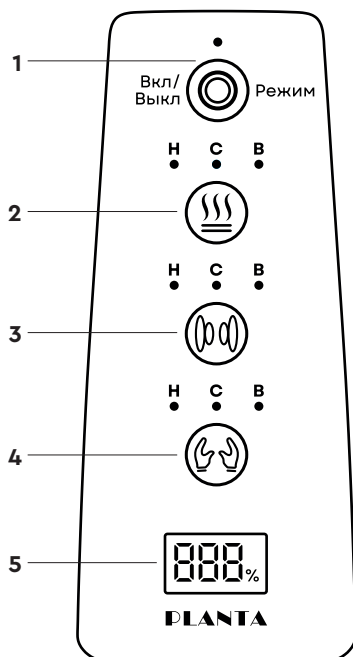 1
Вкл/
Выкл
Режим
Н С В
2
Н С В
3
Н С В
4
5
888%
PLANTA